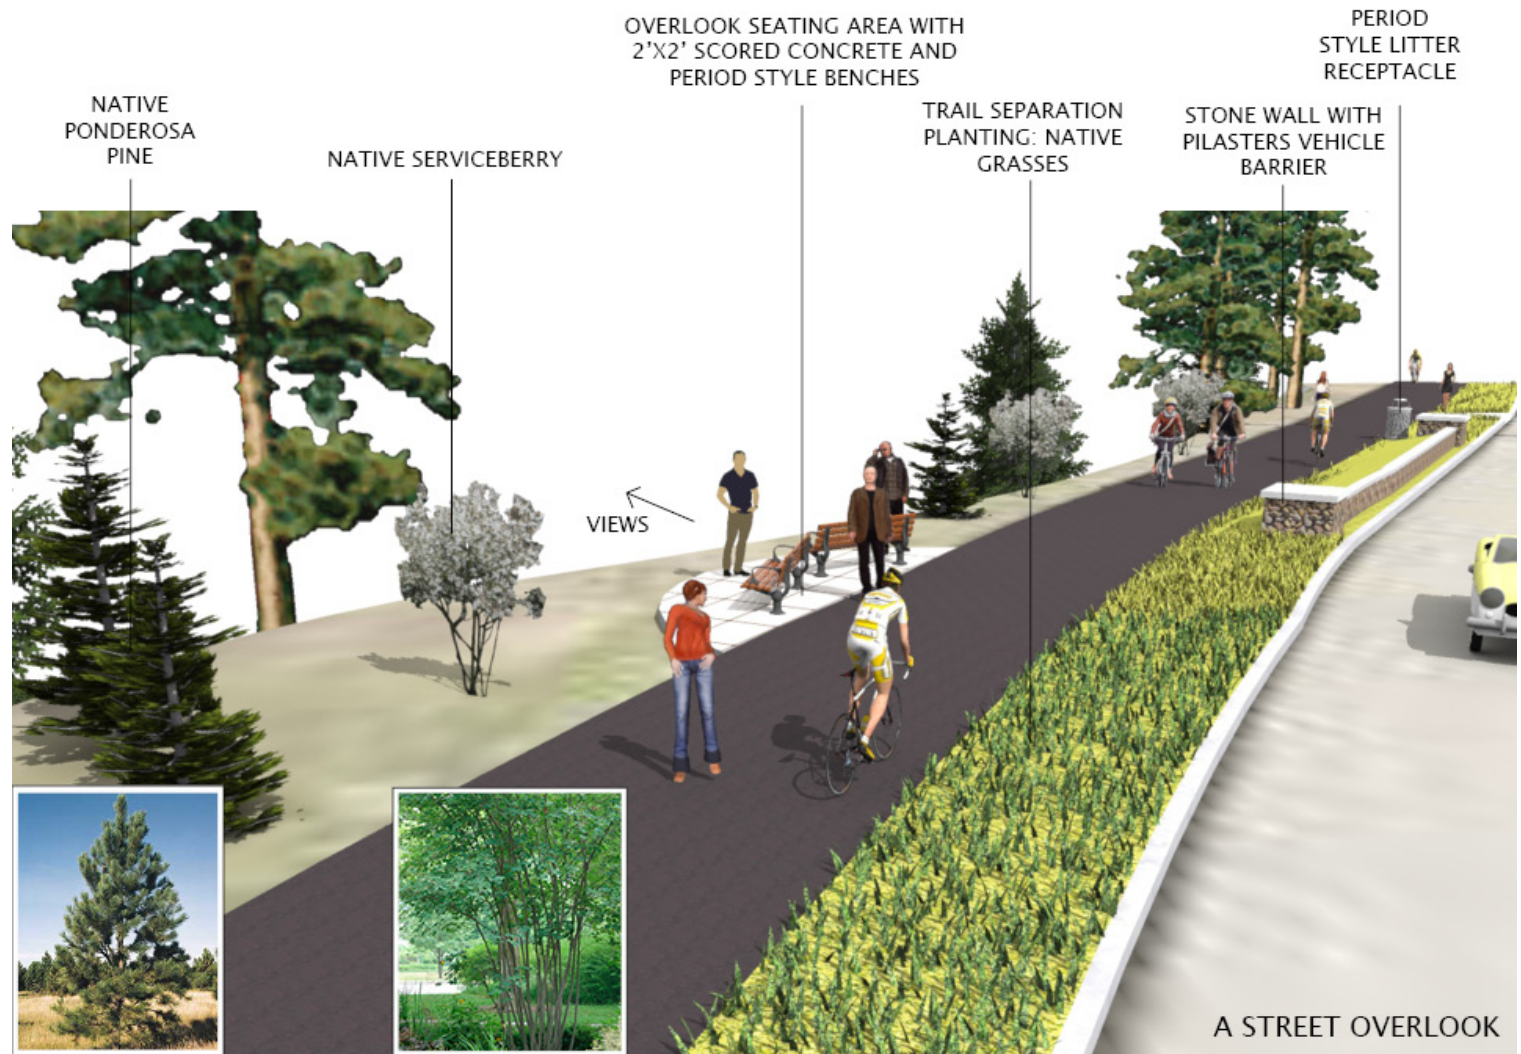 OVERLOOK SEATING AREA WITH
2'X2' SCORED CONCRETE AND
PERIOD STYLE BENCHES
PERIOD
STYLE LITTER
RECEPTACLE
NATIVE
PONDEROSA
PINE
NATIVE SERVICEBERRY
TRAIL SEPARATION
PLANTING: NATIVE
GRASSES
STONE WALL WITH
PILASTERS VEHICLE
BARRIER
VIEWS
A STREET OVERLOOK